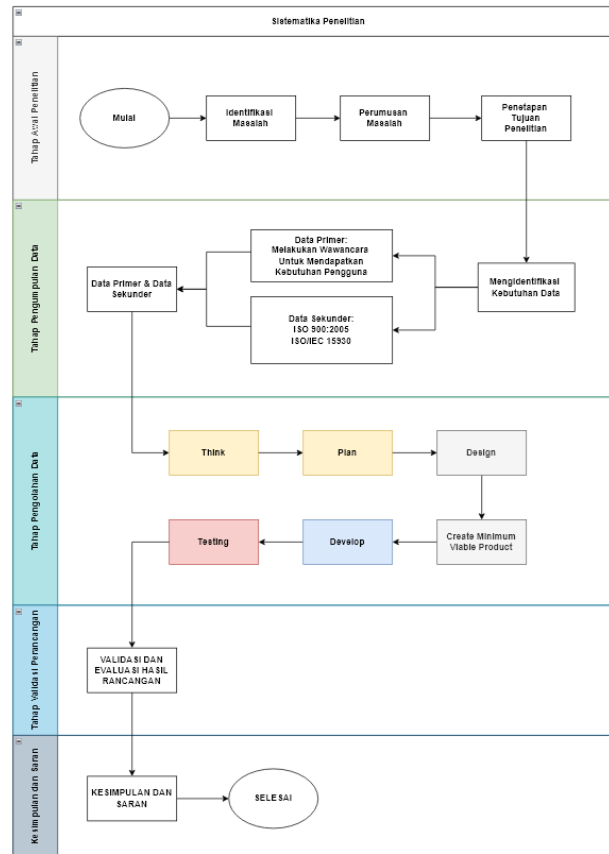 Sistematika Penelitian
Tahap Awal Penelitian
Mulai
Identifikasi
Masalah
Perumusan
Masalah
Penetapan
Tujuan
Penelitian
Tahap Pengumpulan Data
Data Primer:
Melakukan Wawancara
Untuk Mendapatkan
Kebutuhan Pengguna
Data Primer & Data
Sekunder
Mengidentifikasi
Kebutuhan Data
Data Sekunder:
ISO 900:2005
ISO/IEC 15930
Tahap Pengolahan Data
Think
Plan
Design
Testing
Develop
Create Minimum
Viable Product
Tahap Validasi Perancangan
VALIDASI DAN
EVALUASI HASIL
RANCANGAN
Kesimpulan dan Saran
KESIMPULAN DAN
SARAN
SELESAI